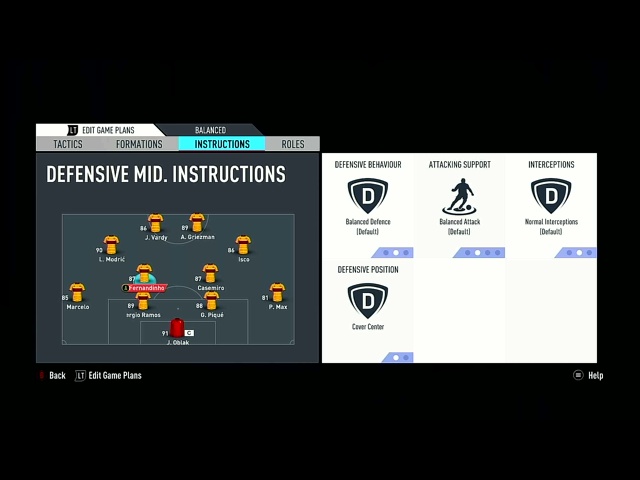 LT EDIT GAME PLANS BALANCED
TACTICS FORMATIONS INSTRUCTIONS ROLES
DEFENSIVE MID. INSTRUCTIONS
86 J. Vardy
89 A. Griezman
90 L. Modrić
86 Isco
87 Fernandinho
87 Casemiro
85 Marcelo
89 ergio Ramos
88 G. Piqué
81 P. Max
91 C
J. Oblak
DEFENSIVE BEHAVIOUR
D
Balanced Defence
(Default)
ATTACKING SUPPORT
Balanced Attack
(Default)
INTERCEPTIONS
D
Normal Interceptions
(Default)
DEFENSIVE POSITION
D
Cover Center
Back LT Edit Game Plans Help